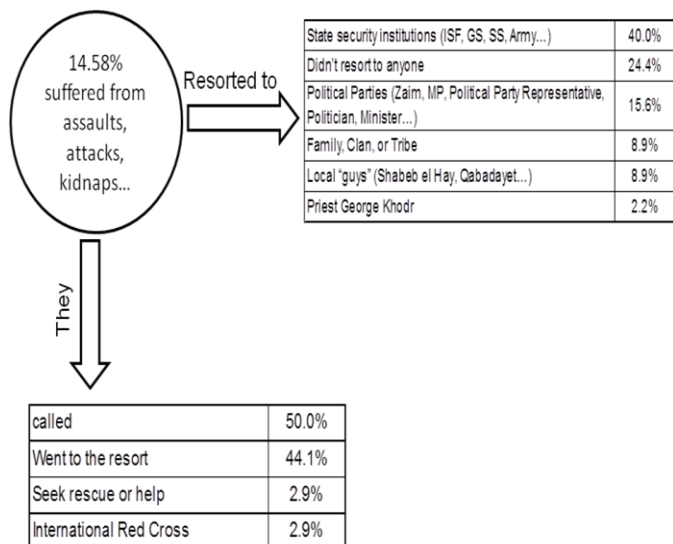 14.58%
suffered from
assaults,
attacks,
kidnaps...
Resorted to
State security institutions (ISF, GS, SS, Army...) 40.0%
Didn't resort to anyone 24.4%
Political Parties (Zaim, MP, Political Party Representative,
Politician, Minister...) 15.6%
Family, Clan, or Tribe 8.9%
Local "guys" (Shabeb el Hay, Qabadayet...) 8.9%
Priest George Khodr 2.2%
They
called 50.0%
Went to the resort 44.1%
Seek rescue or help 2.9%
International Red Cross 2.9%